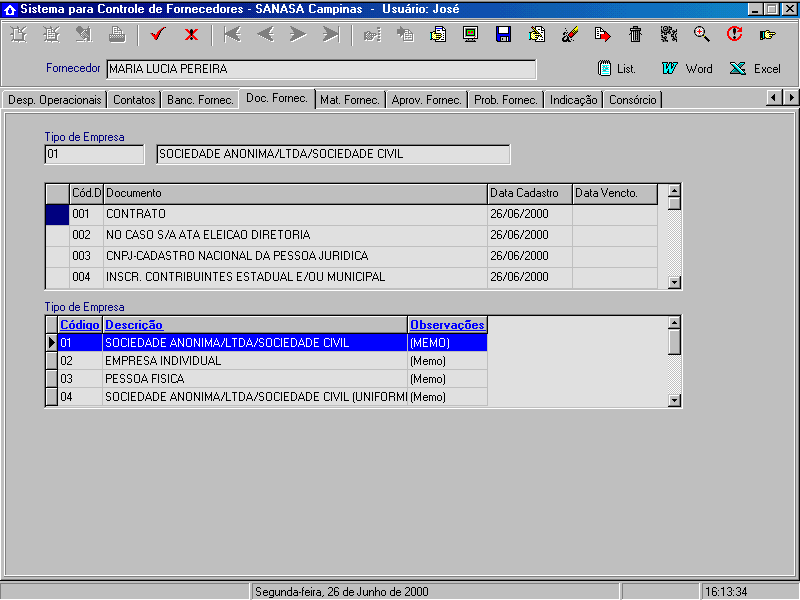 Sistema para Controle de Fornecedores - SANASA Campinas - Usuário: José
Fornecedor MARIA LUCIA PEREIRA List. Word Excel
Desp. Operacionais Contatos Banc. Fornec. Doc. Fornec. Mat. Fornec. Aprov. Fornec. Prob. Fornec. Indicação Consórcio
Tipo de Empresa
01 SOCIEDADE ANONIMA/LTDA/SOCIEDADE CIVIL
Cód.D Documento Data Cadastro Data Vencto.
001 CONTRATO 26/06/2000
002 NO CASO S/A ATA ELEICAO DIRETORIA 26/06/2000
003 CNPJ-CADASTRO NACIONAL DA PESSOA JURIDICA 26/06/2000
004 INSCR. CONTRIBUINTES ESTADUAL E/OU MUNICIPAL 26/06/2000
Tipo de Empresa
Código Descrição Observações
01 SOCIEDADE ANONIMA/LTDA/SOCIEDADE CIVIL (MEMO)
02 EMPRESA INDIVIDUAL (Memo)
03 PESSOA FISICA (Memo)
04 SOCIEDADE ANONIMA/LTDA/SOCIEDADE CIVIL (UNIFORMI (Memo)
Segunda-feira, 26 de Junho de 2000 16:13:34